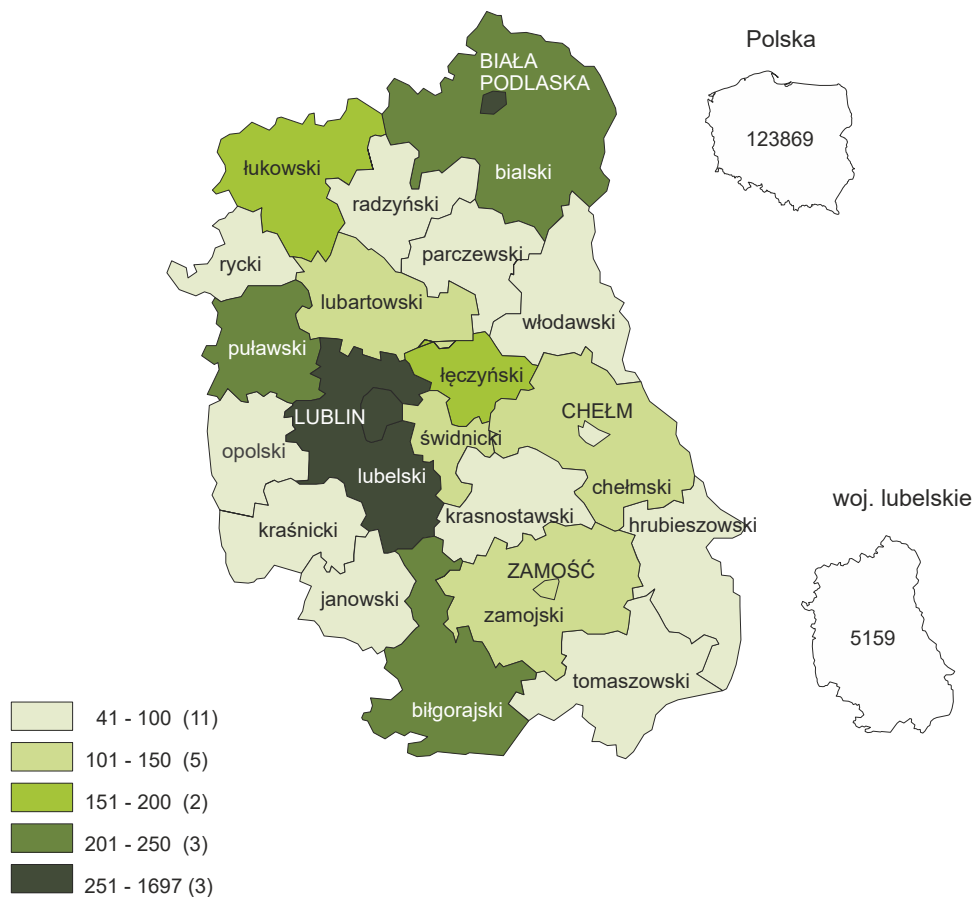 Polska
123869
BIAŁA
PODLASKA
bialski
łukowski
radzyński
parczewski
rycki
lubartowski
włodawski
puławski
łęczyński
LUBLIN
CHEŁM
świdnicki
opolski
lubelski
chełmski
woj. lubelskie
5159
kraśnicki
krasnostawski
hrubieszowski
ZAMOŚĆ
janowski
zamojski
tomaszowski
biłgorajski
41 - 100 (11)
101 - 150 (5)
151 - 200 (2)
201 - 250 (3)
251 - 1697 (3)